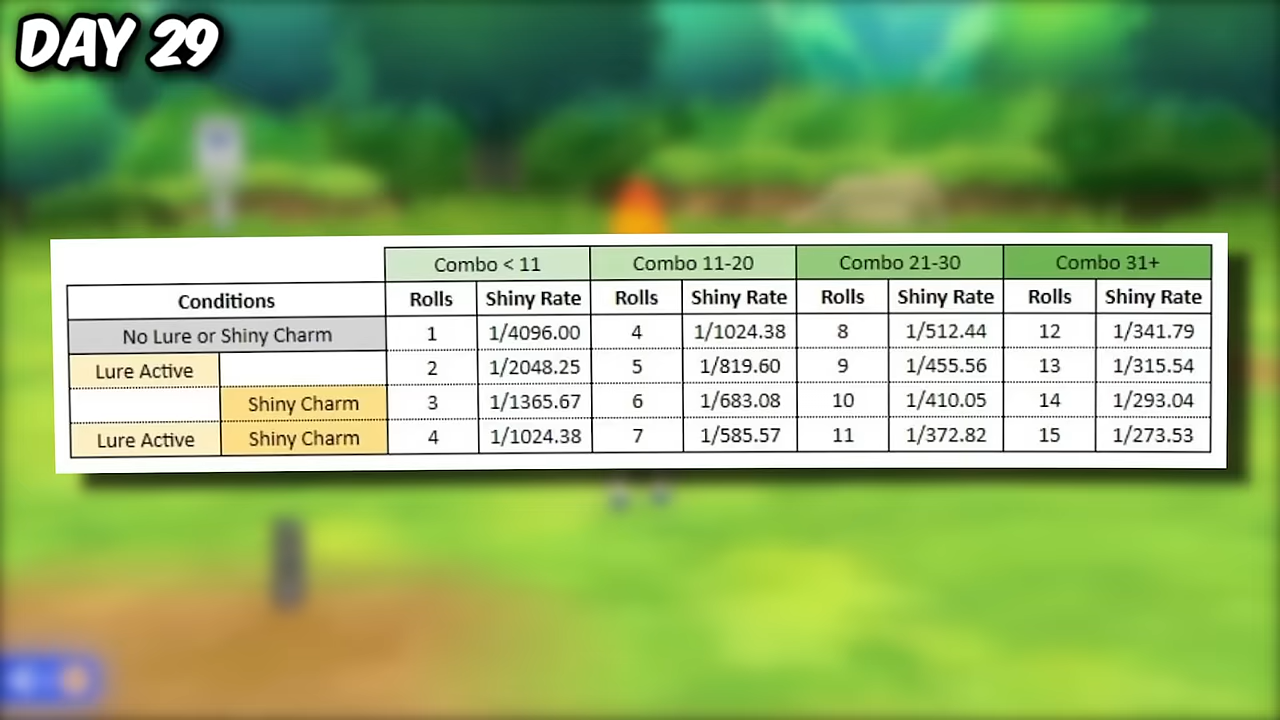 DAY 29
Combo < 11 Combo 11-20 Combo 21-30 Combo 31+
Conditions Rolls Shiny Rate Rolls Shiny Rate Rolls Shiny Rate Rolls Shiny Rate
No Lure or Shiny Charm 1 1/4096.00 4 1/1024.38 8 1/512.44 12 1/341.79
Lure Active 2 1/2048.25 5 1/819.60 9 1/455.56 13 1/315.54
Shiny Charm 3 1/1365.67 6 1/683.08 10 1/410.05 14 1/293.04
Lure Active Shiny Charm 4 1/1024.38 7 1/585.57 11 1/372.82 15 1/273.53